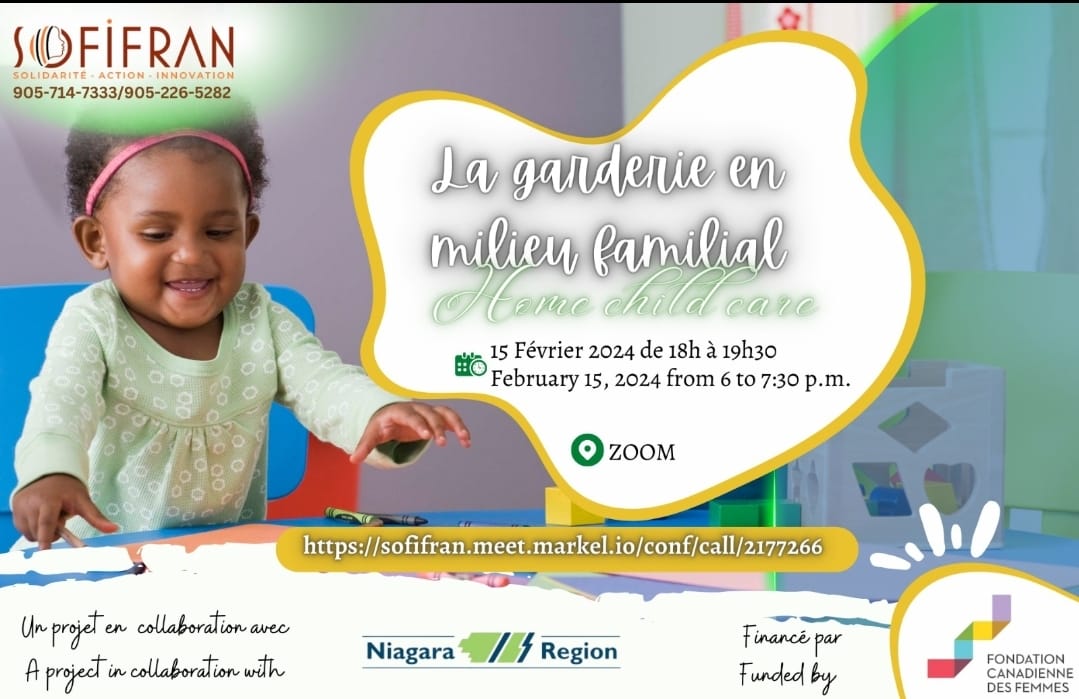 SOFIFRAN
SOLIDARITÉ - ACTION - INNOVATION
905-714-7333/905-226-5282
La garderie en
milieu familial
Home child care
15 Février 2024 de 18h à 19h30
February 15, 2024 from 6 to 7:30 p.m.
ZOOM
https://sofifran.meet.markel.io/conf/call/2177266
Un projet en collaboration avec
A project in collaboration with
Niagara Region
Financé par
Funded by
FONDATION
CANADIENNE
DES FEMMES